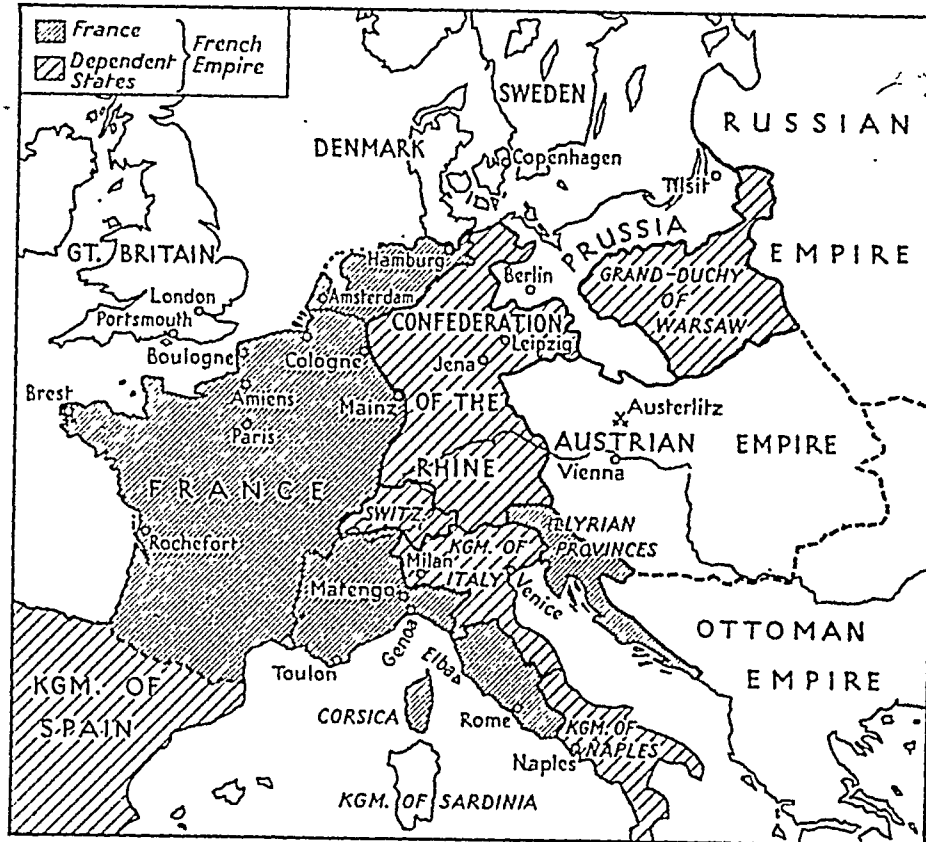 France
Dependent
States
French
Empire
SWEDEN
RUSSIAN
EMPIRE
DENMARK
Copenhagen
Tilsit
PRUSSIA
GT. BRITAIN
Hamburg
Berlin
GRAND-DUCHY
OF
WARSAW
London
Portsmouth
Amsterdam
CONFEDERATION
OF THE
RHINE
Leipzig
Boulogne
Cologne
Jena
Brest
Amiens
Mainz
Paris
Austerlitz
AUSTRIAN EMPIRE
Vienna
FRANCE
SWITZ
ILLYRIAN
PROVINCES
Rochefort
KGM. OF
ITALY
Milan
Matengo
Venice
Genoa
OTTOMAN
EMPIRE
Toulon
Elba
KGM. OF
SPAIN
CORSICA
Rome
KGM. OF
NAPLES
Naples
KGM. OF SARDINIA